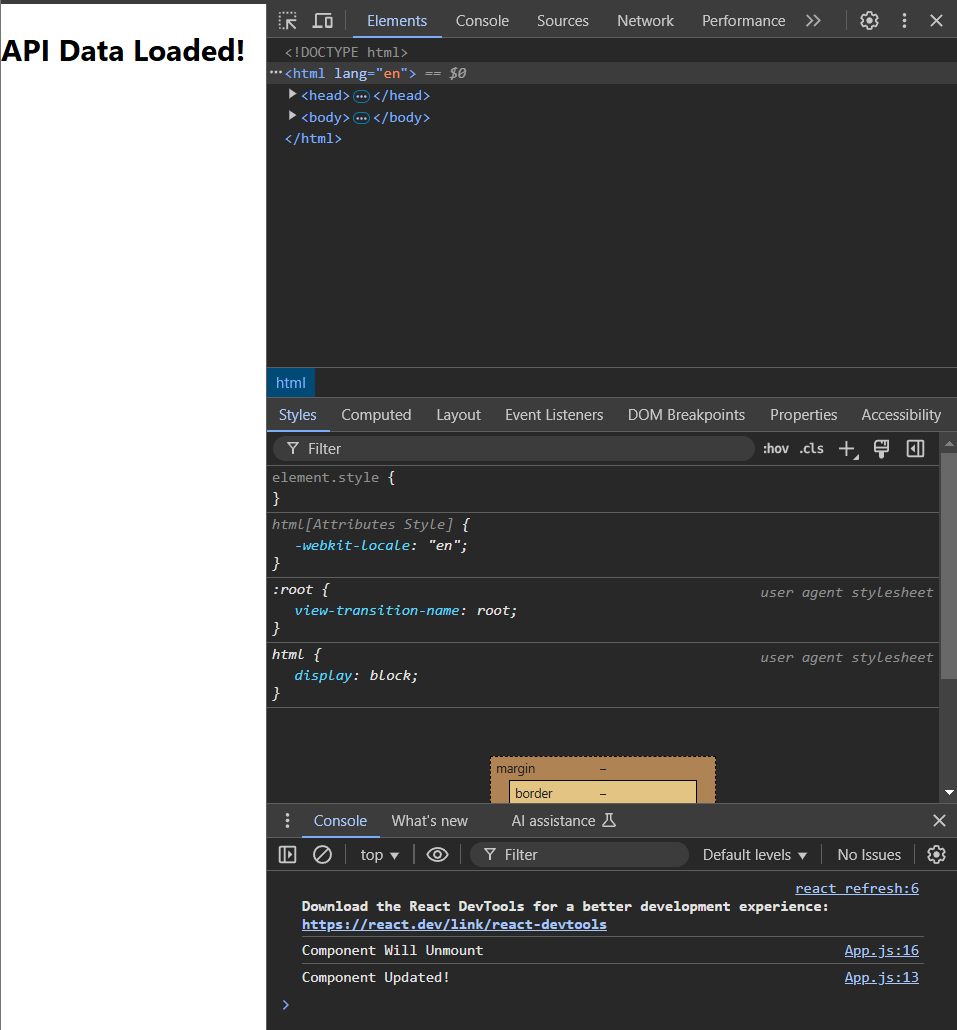 API Data Loaded!
Elements Console Sources Network Performance
<!DOCTYPE html>
<html lang="en"> == $0
<head> </head>
<body> </body>
</html>
html
Styles Computed Layout Event Listeners DOM Breakpoints Properties Accessibility
Filter :hov .cls
element.style {
}
html[Attributes Style] {
-webkit-locale: "en";
}
:root { user agent stylesheet
view-transition-name: root;
}
html { user agent stylesheet
display: block;
}
margin –
border –
Console What's new AI assistance
top Filter Default levels No Issues
react refresh:6
Download the React DevTools for a better development experience:
https://react.dev/link/react-devtools
Component Will Unmount App.js:16
Component Updated! App.js:13